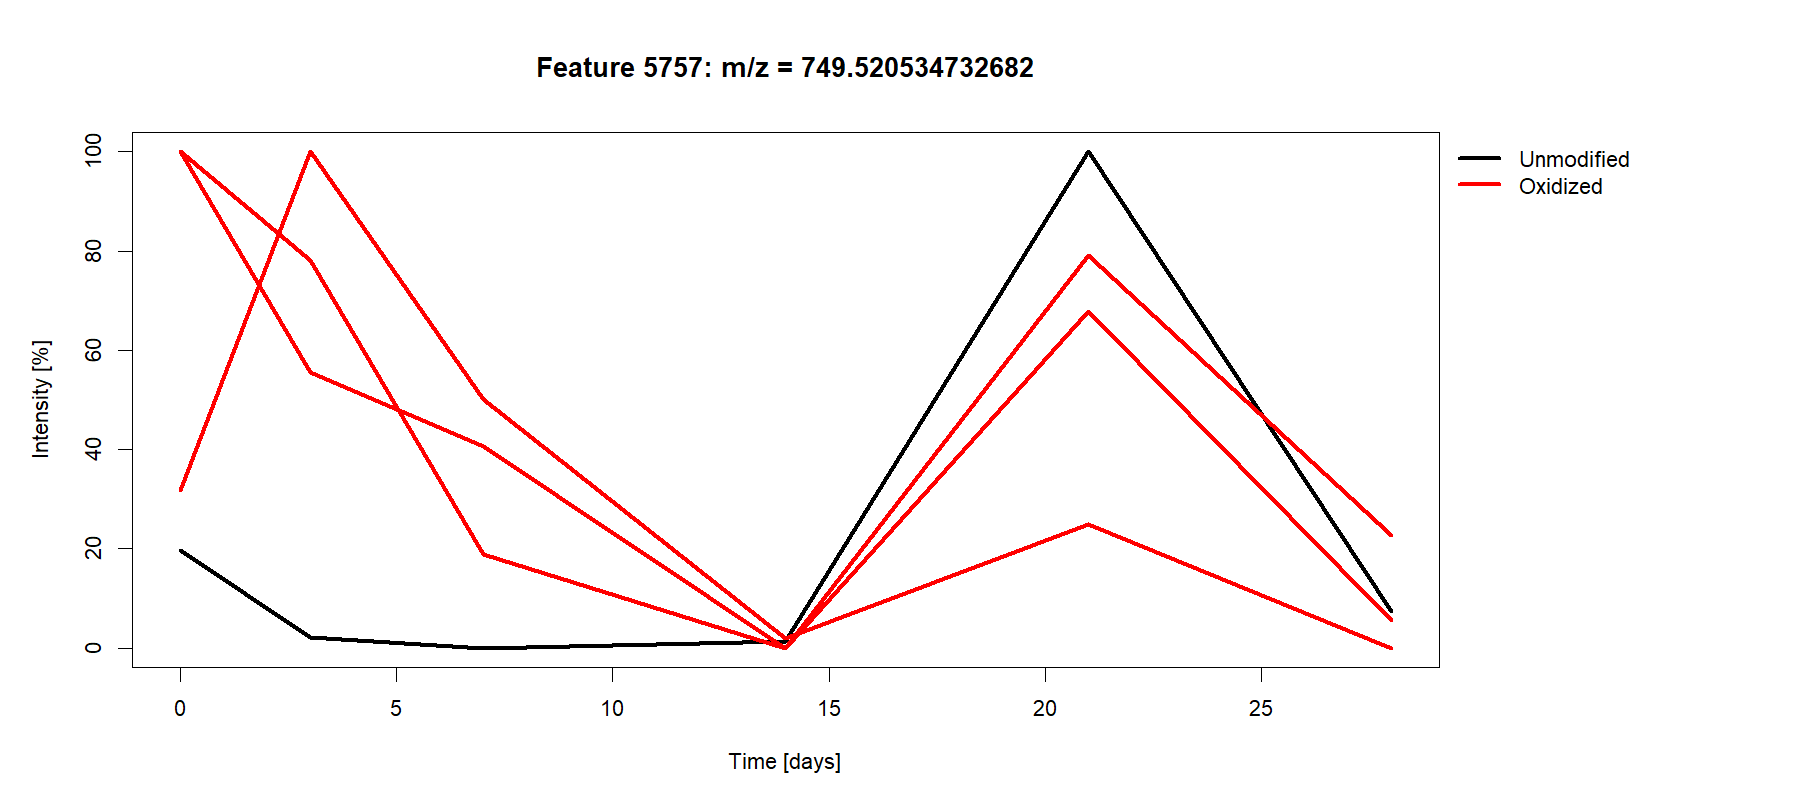 Feature 5757: m/z = 749.520534732682
Unmodified
Oxidized
100
80
60
40
20
0
Intensity [%]
0 5 10 15 20 25
Time [days]